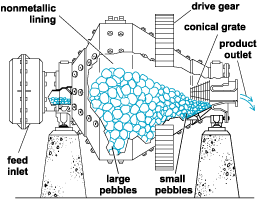 nonmetallic
lining
drive gear
conical grate
product
outlet
feed
inlet
large
pebbles
small
pebbles